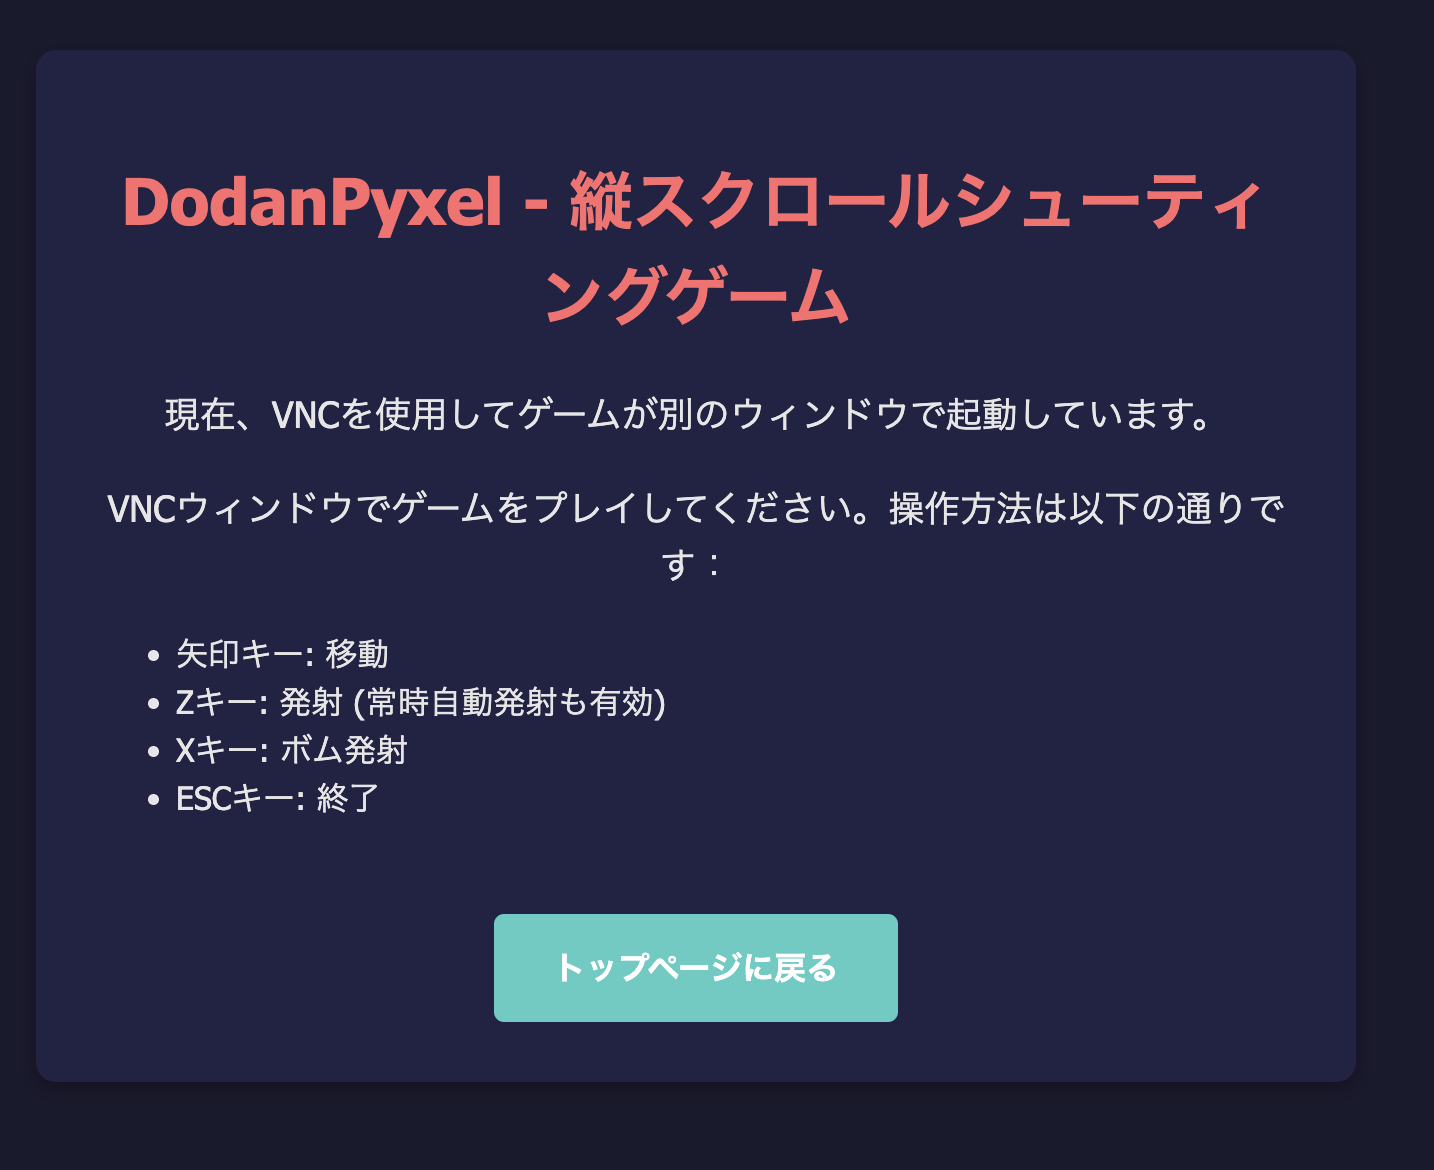 DodanPyxel - 縦スクロールシューティ
ングゲーム
現在、VNCを使用してゲームが別のウィンドウで起動しています。
VNCウィンドウでゲームをプレイしてください。操作方法は以下の通りで
す：
• 矢印キー: 移動
• Zキー: 発射 (常時自動発射も有効)
• Xキー: ボム発射
• ESCキー: 終了
トップページに戻る